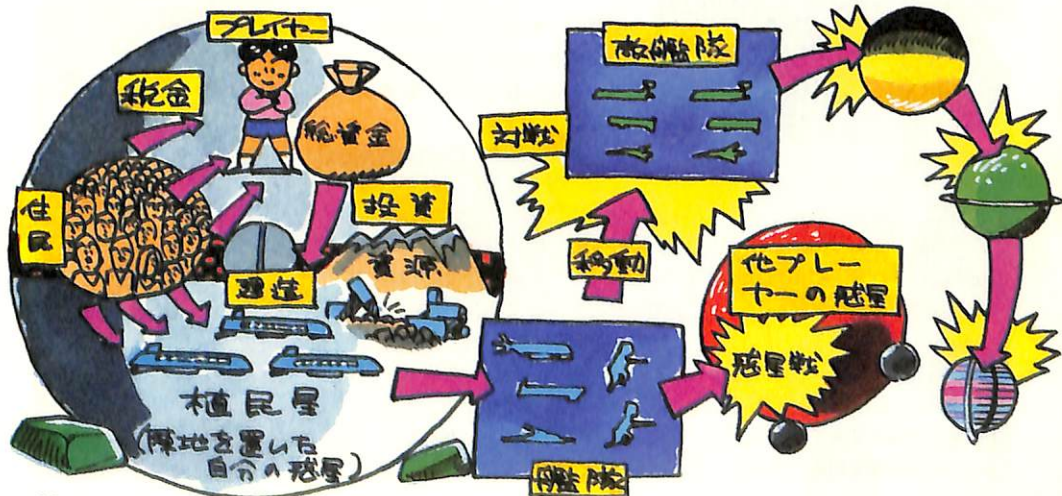 プレイヤー
税金
総資金
住民
投資
資源
建造
植民星
(陣地を置いた
自分の惑星)
艦隊
移動
対戦
敵艦隊
他プレー
ヤーの惑星
惑星戦